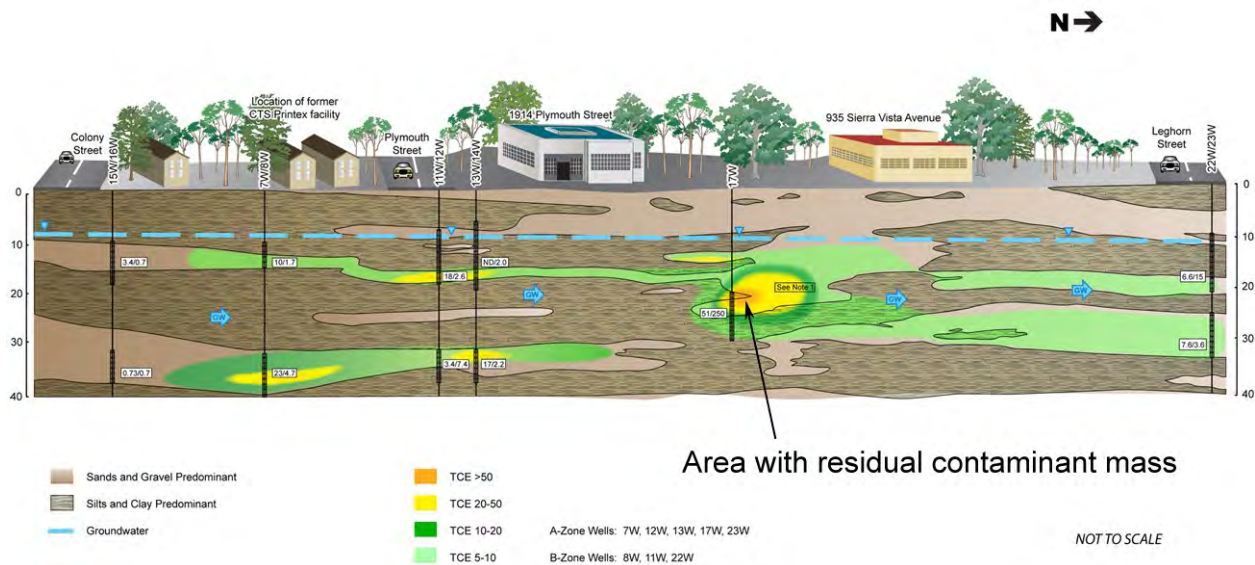 N
Location of former
CTS Printex facility
1914 Plymouth Street
935 Sierra Vista Avenue
Colony
Street
Plymouth
Street
Leghorn
Street
15W/16W
7W/8W
11W/12W
13W/14W
17W
22W/23W
0
10
20
30
40
0
10
20
30
40
3.4/0.7
10/1.7
18/2.6
ND/2.0
See Note 1
6.6/15
GW
GW
GW
GW
51/250
0.73/0.7
23/4.7
3.4/7.4
17/2.2
7.6/3.6
Area with residual contaminant mass
Sands and Gravel Predominant
Silts and Clay Predominant
Groundwater
TCE >50
TCE 20-50
TCE 10-20
TCE 5-10
A-Zone Wells: 7W, 12W, 13W, 17W, 23W
B-Zone Wells: 8W, 11W, 22W
NOT TO SCALE